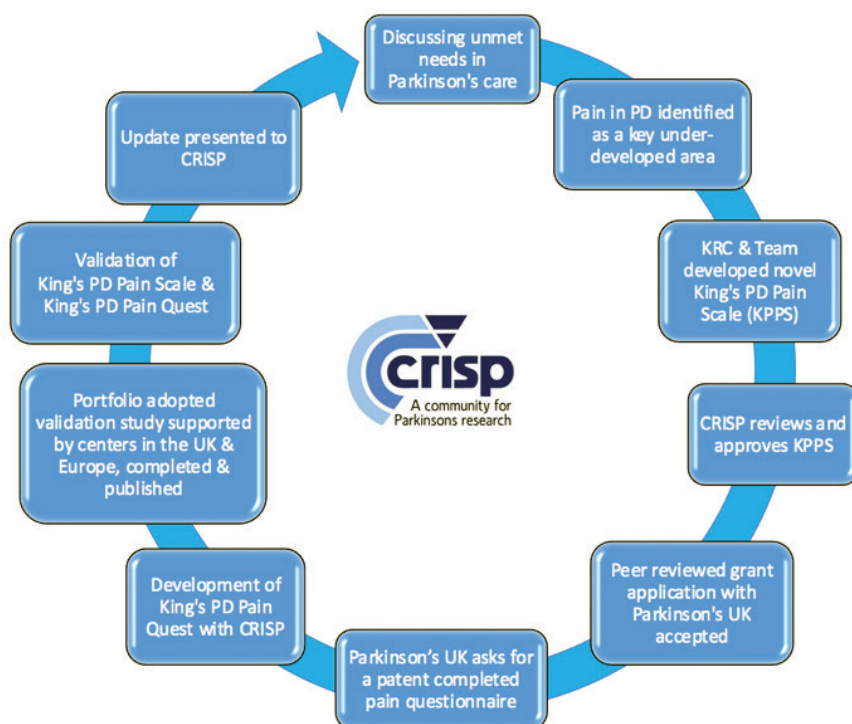 Discussing unmet
needs in
Parkinson's care
Pain in PD identified
as a key under-
developed area
KRC & Team
developed novel
King's PD Pain
Scale (KPPS)
CRISP reviews and
approves KPPS
Peer reviewed grant
application with
Parkinson's UK
accepted
Parkinson’s UK asks for
a patent completed
pain questionnaire
Development of
King's PD Pain
Quest with CRISP
Portfolio adopted
validation study supported
by centers in the UK &
Europe, completed &
published
Validation of
King's PD Pain Scale &
King's PD Pain Quest
Update presented to
CRISP
crisp
A community for
Parkinsons research